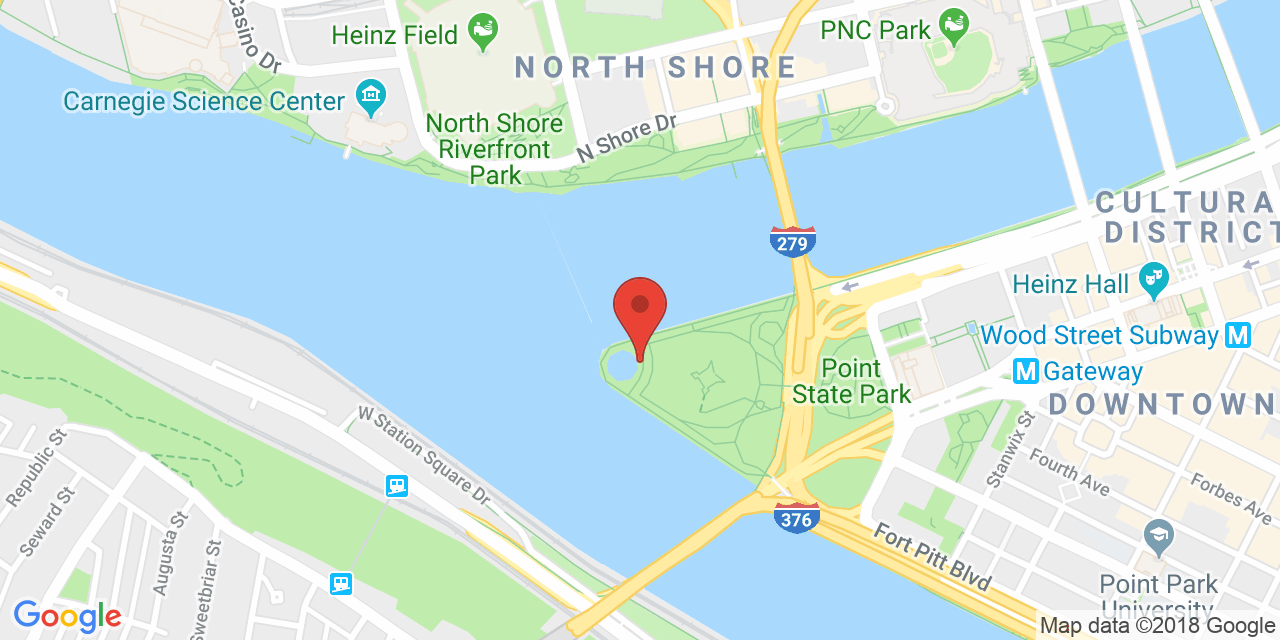 Casino Dr
Heinz Field
PNC Park
NORTH SHORE
Carnegie Science Center
North Shore
Riverfront
Park
N Shore Dr
CULTURA
DISTRICT
279
Heinz Hall
Wood Street Subway M
M Gateway
Point
State Park
DOWNTOWN
W Station Square Dr
Stanwix St
Fourth Ave
Forbes Ave
Republic St
Seward St
Augusta St
Sweetbriar St
376
Fort Pitt Blvd
Point Park
University
Google
Map data ©2018 Google